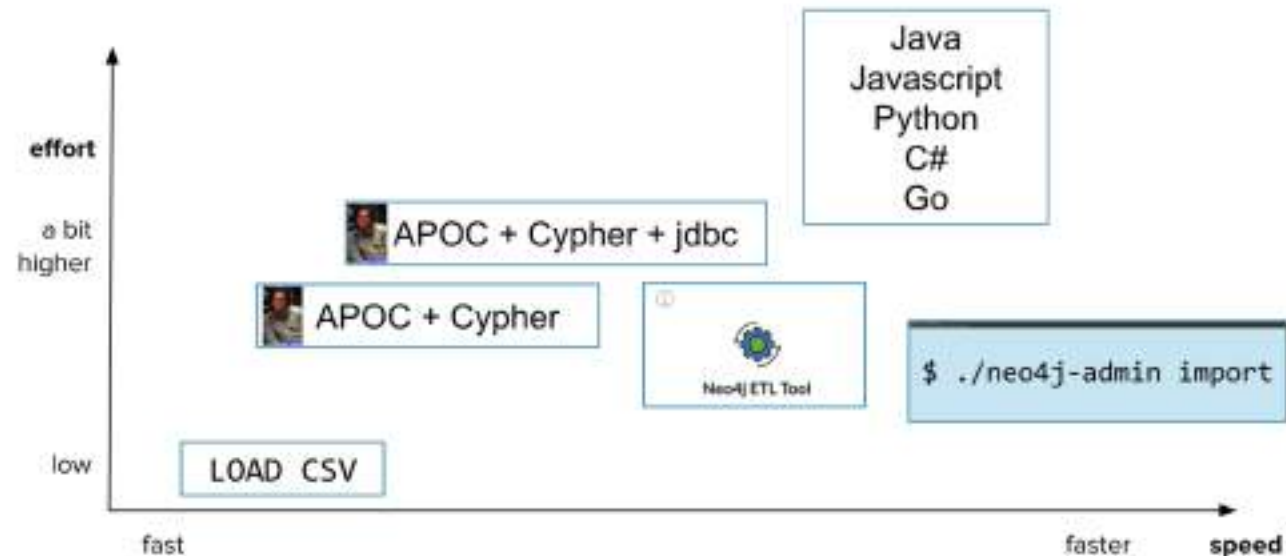 Java
Javascript
Python
C#
Go
effort
a bit
higher
APOC + Cypher + jdbc
APOC + Cypher
Neo4j ETL Tool
$ ./neo4j-admin import
low
LOAD CSV
fast
faster
speed